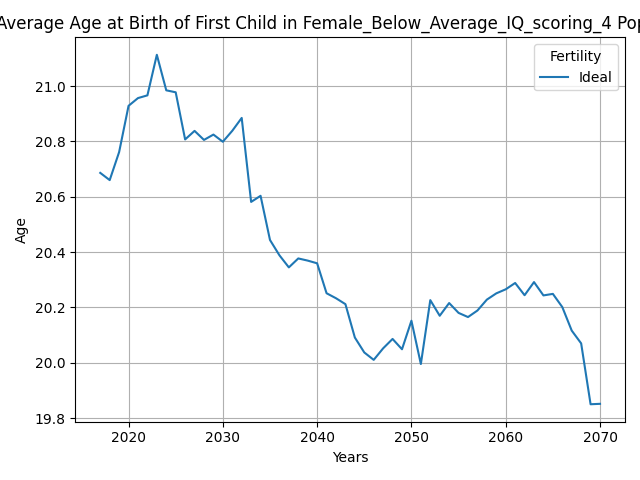 Average Age at Birth of First Child in Female_Below_Average_IQ_scoring_4
Fertility
Ideal
21.0
20.8
20.6
20.4
20.2
20.0
19.8
Age
2020 2030 2040 2050 2060 2070
Years